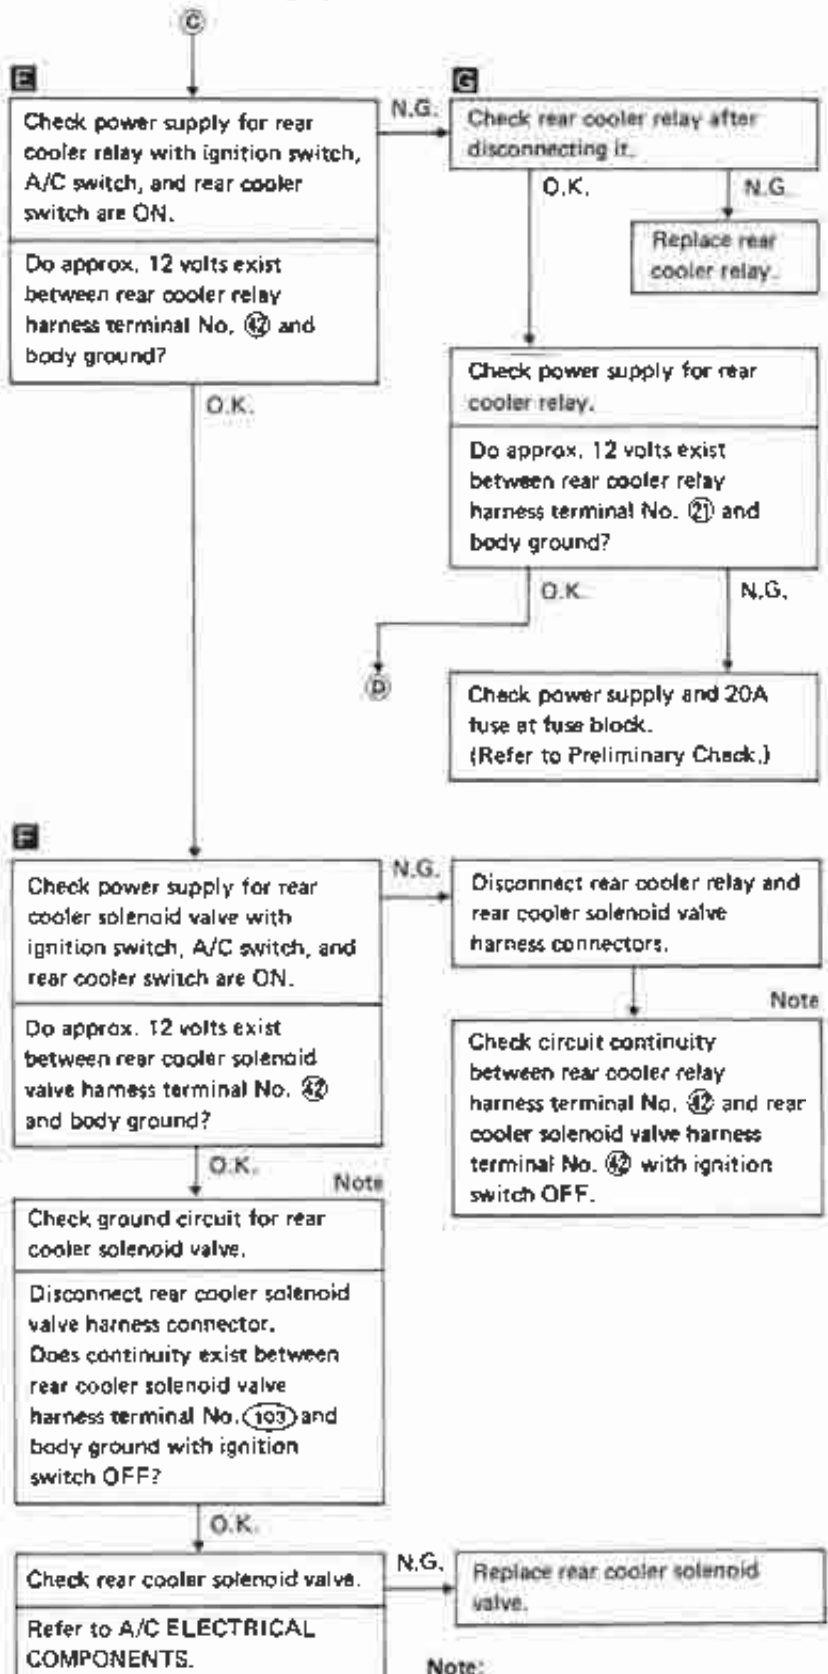 C
E
Check power supply for rear
cooler relay with ignition switch,
A/C switch, and rear cooler
switch are ON.
Do approx. 12 volts exist
between rear cooler relay
harness terminal No. 42 and
body ground?
N.G.
G
Check rear cooler relay after
disconnecting it.
O.K.
N.G.
Replace rear
cooler relay.
Check power supply for rear
cooler relay.
Do approx. 12 volts exist
between rear cooler relay
harness terminal No. 21 and
body ground?
O.K.
N.G.
D
Check power supply and 20A
fuse at fuse block.
(Refer to Preliminary Check.)
O.K.
F
Check power supply for rear
cooler solenoid valve with
ignition switch, A/C switch, and
rear cooler switch are ON.
Do approx. 12 volts exist
between rear cooler solenoid
valve harness terminal No. 42
and body ground?
N.G.
Disconnect rear cooler relay and
rear cooler solenoid valve
harness connectors.
Note
Check circuit continuity
between rear cooler relay
harness terminal No. 42 and rear
cooler solenoid valve harness
terminal No. 42 with ignition
switch OFF.
O.K.
Note
Check ground circuit for rear
cooler solenoid valve.
Disconnect rear cooler solenoid
valve harness connector.
Does continuity exist between
rear cooler solenoid valve
harness terminal No. 103 and
body ground with ignition
switch OFF?
O.K.
Check rear cooler solenoid valve.
Refer to A/C ELECTRICAL
COMPONENTS.
N.G.
Replace rear cooler solenoid
valve.
Note: